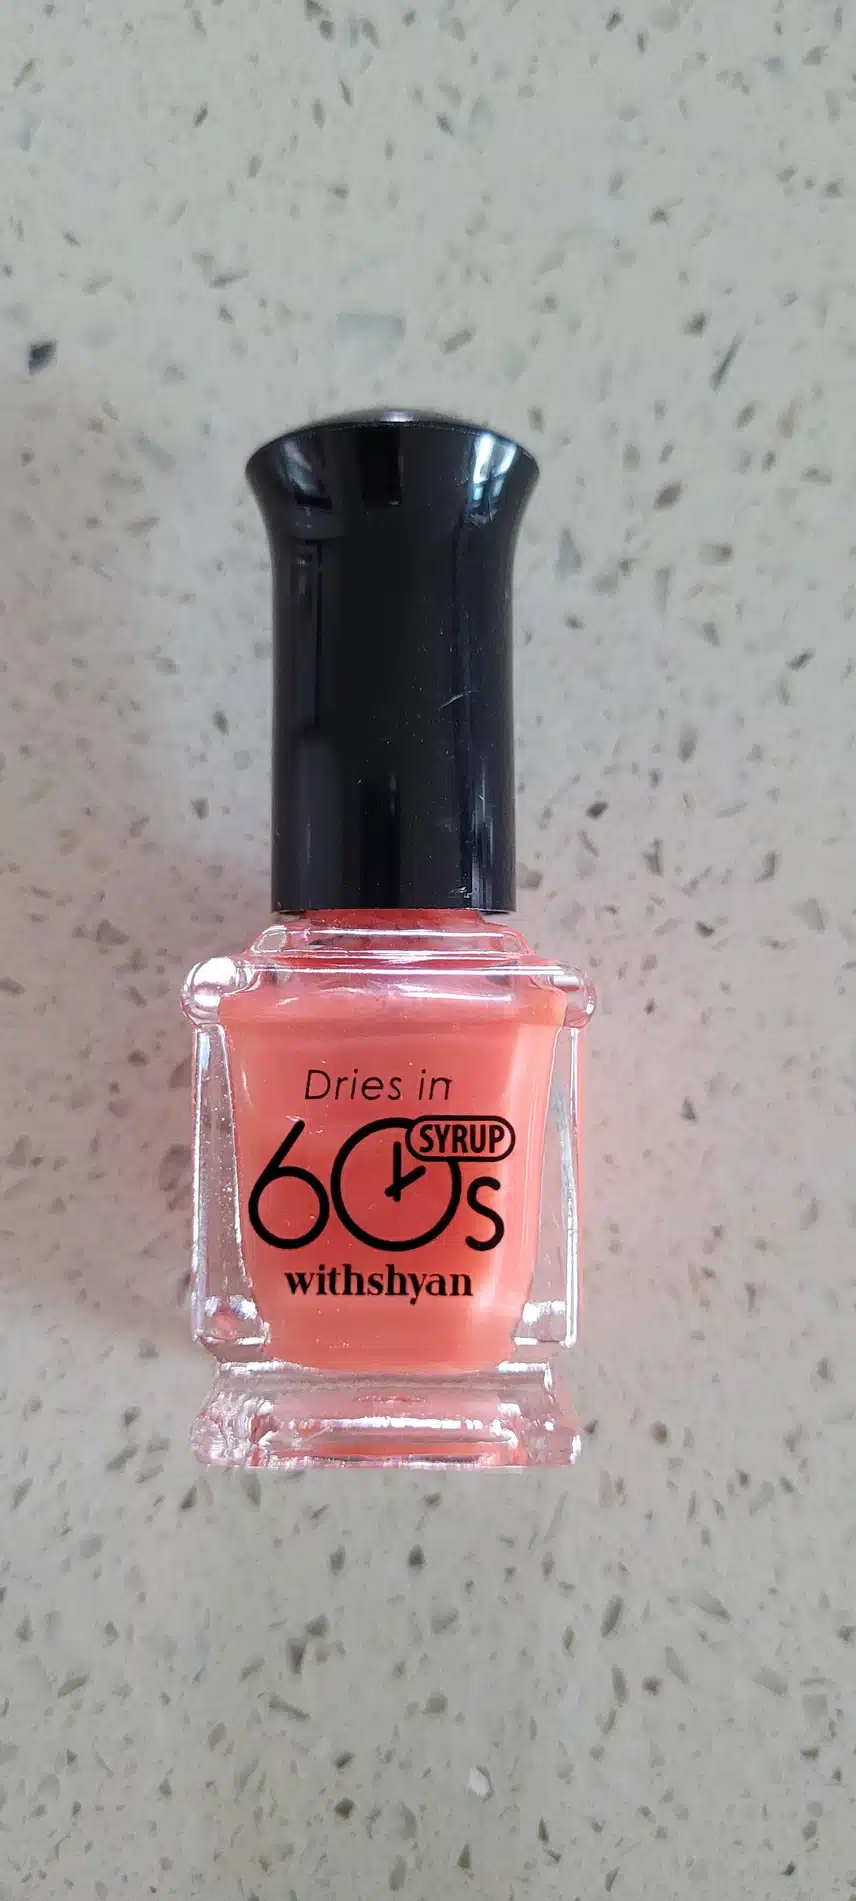 Dries in
SYRUP
60s
withshyan